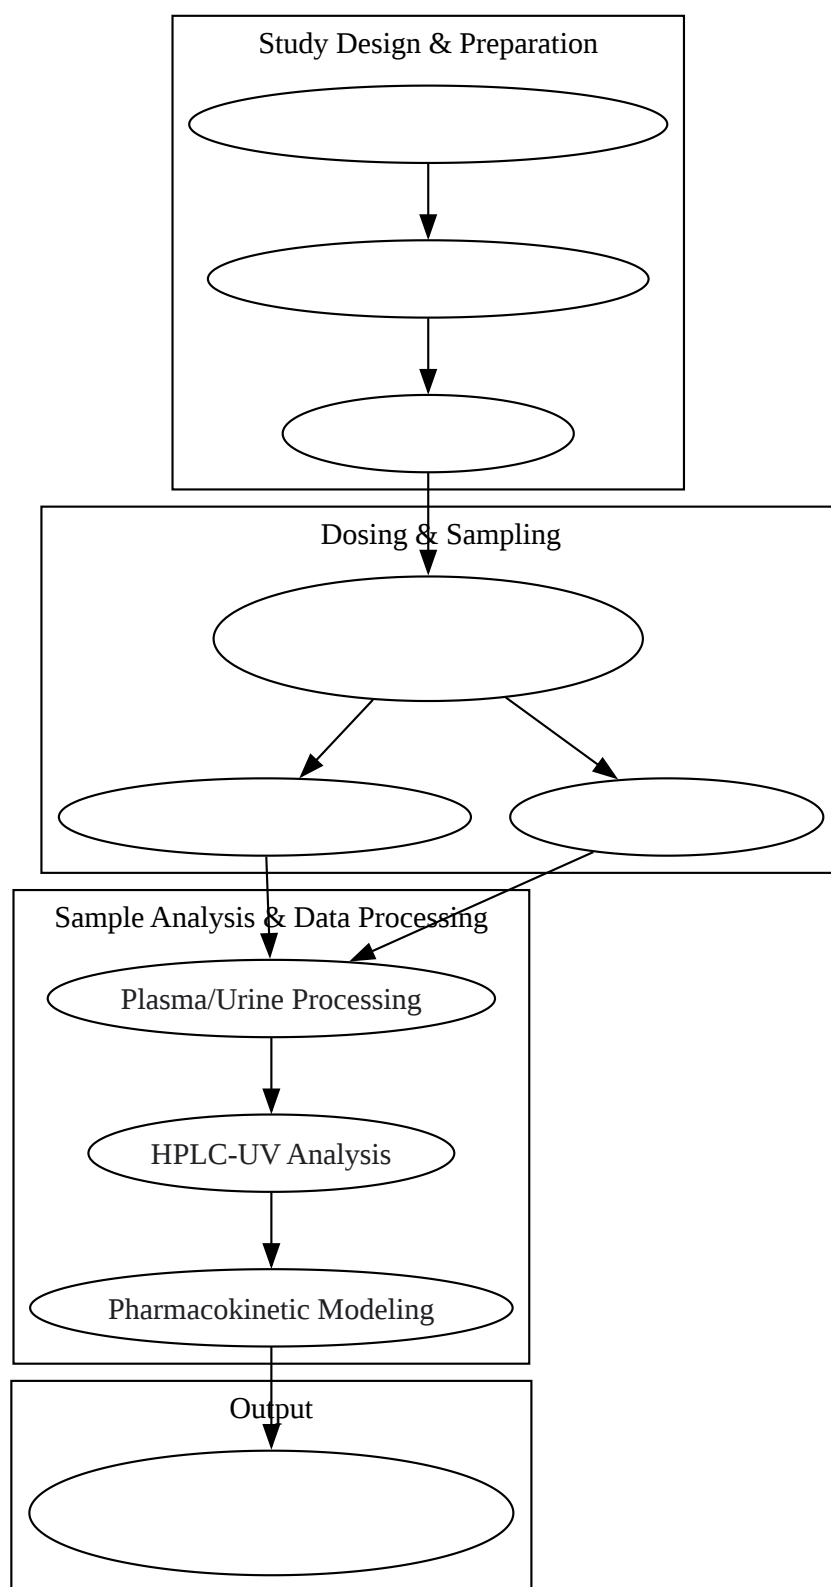 Study Design & Preparation
Dosing & Sampling
Sample Analysis & Data Processing
Plasma/Urine Processing
HPLC-UV Analysis
Pharmacokinetic Modeling
Output